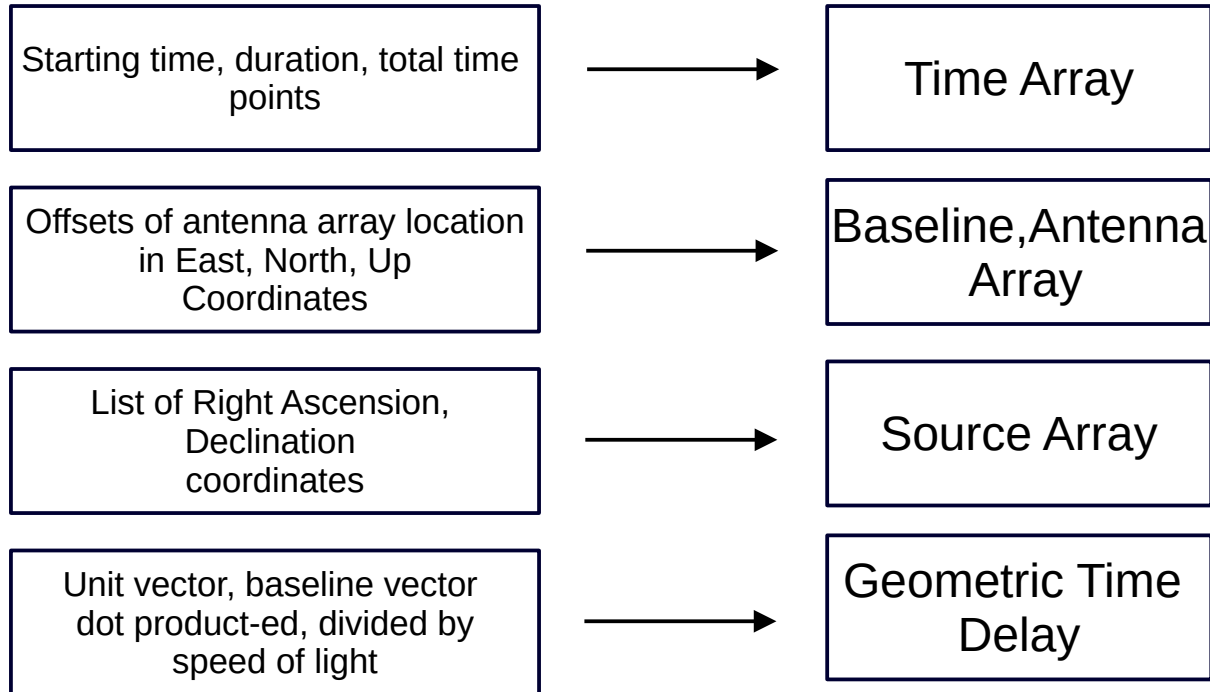 Starting time, duration, total time
points
Time Array
Offsets of antenna array location
in East, North, Up
Coordinates
Baseline,Antenna
Array
List of Right Ascension,
Declination
coordinates
Source Array
Unit vector, baseline vector
dot product-ed, divided by
speed of light
Geometric Time
Delay